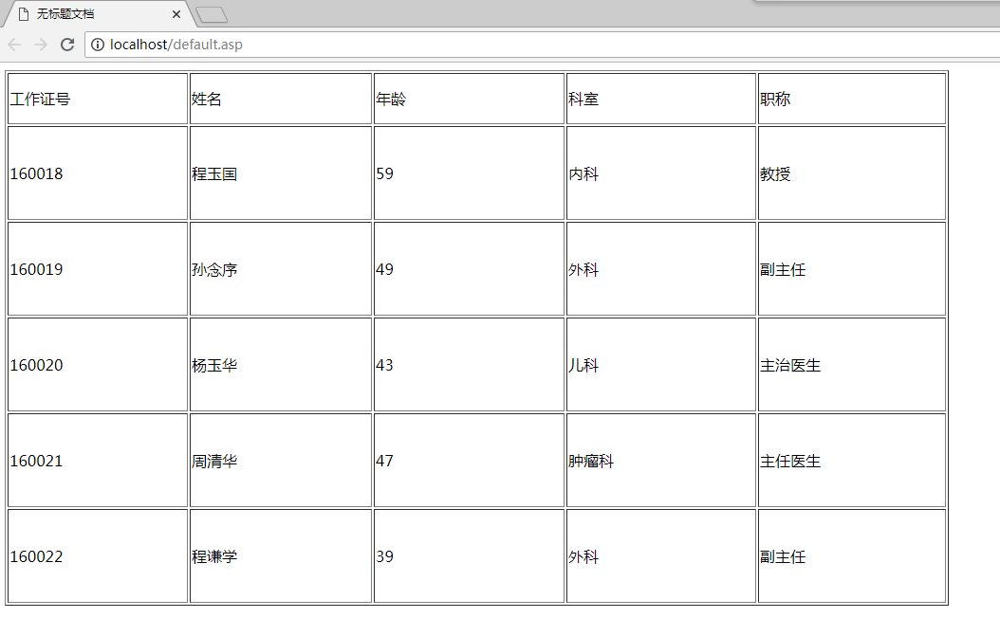 无标题文档
localhost/default.asp
工作证号 姓名 年龄 科室 职称
160018 程玉国 59 内科 教授
160019 孙念序 49 外科 副主任
160020 杨玉华 43 儿科 主治医生
160021 周清华 47 肿瘤科 主任医生
160022 程谦学 39 外科 副主任